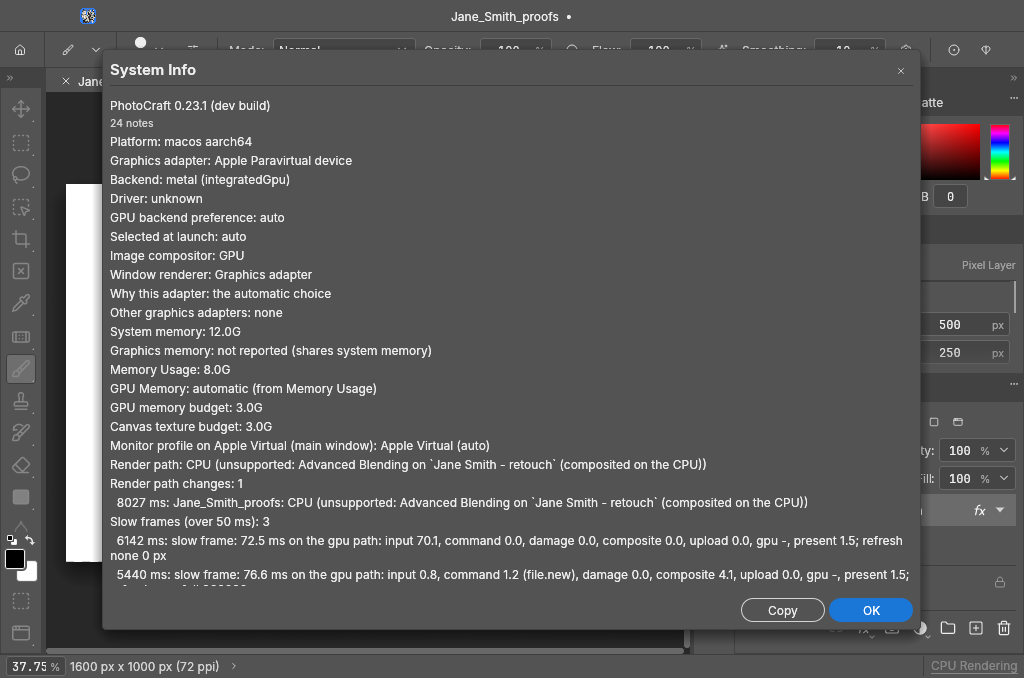 Jane_Smith_proofs •
System Info
PhotoCraft 0.23.1 (dev build)
24 notes
Platform: macos aarch64
Graphics adapter: Apple Paravirtual device
Backend: metal (integratedGpu)
Driver: unknown
GPU backend preference: auto
Selected at launch: auto
Image compositor: GPU
Window renderer: Graphics adapter
Why this adapter: the automatic choice
Other graphics adapters: none
System memory: 12.0G
Graphics memory: not reported (shares system memory)
Memory Usage: 8.0G
GPU Memory: automatic (from Memory Usage)
GPU memory budget: 3.0G
Canvas texture budget: 3.0G
Monitor profile on Apple Virtual (main window): Apple Virtual (auto)
Render path: CPU (unsupported: Advanced Blending on `Jane Smith - retouch` (composited on the CPU))
Render path changes: 1
8027 ms: Jane_Smith_proofs: CPU (unsupported: Advanced Blending on `Jane Smith - retouch` (composited on the CPU))
Slow frames (over 50 ms): 3
6142 ms: slow frame: 72.5 ms on the gpu path: input 70.1, command 0.0, damage 0.0, composite 0.0, upload 0.0, gpu -, present 1.5; refresh
none 0 px
5440 ms: slow frame: 76.6 ms on the gpu path: input 0.8, command 1.2 (file.new), damage 0.0, composite 4.1, upload 0.0, gpu -, present 1.5;
Copy
OK
B 0
Pixel Layer
500 px
250 px
100 %
100 %
fx
37.75 %
1600 px x 1000 px (72 ppi)
CPU Rendering